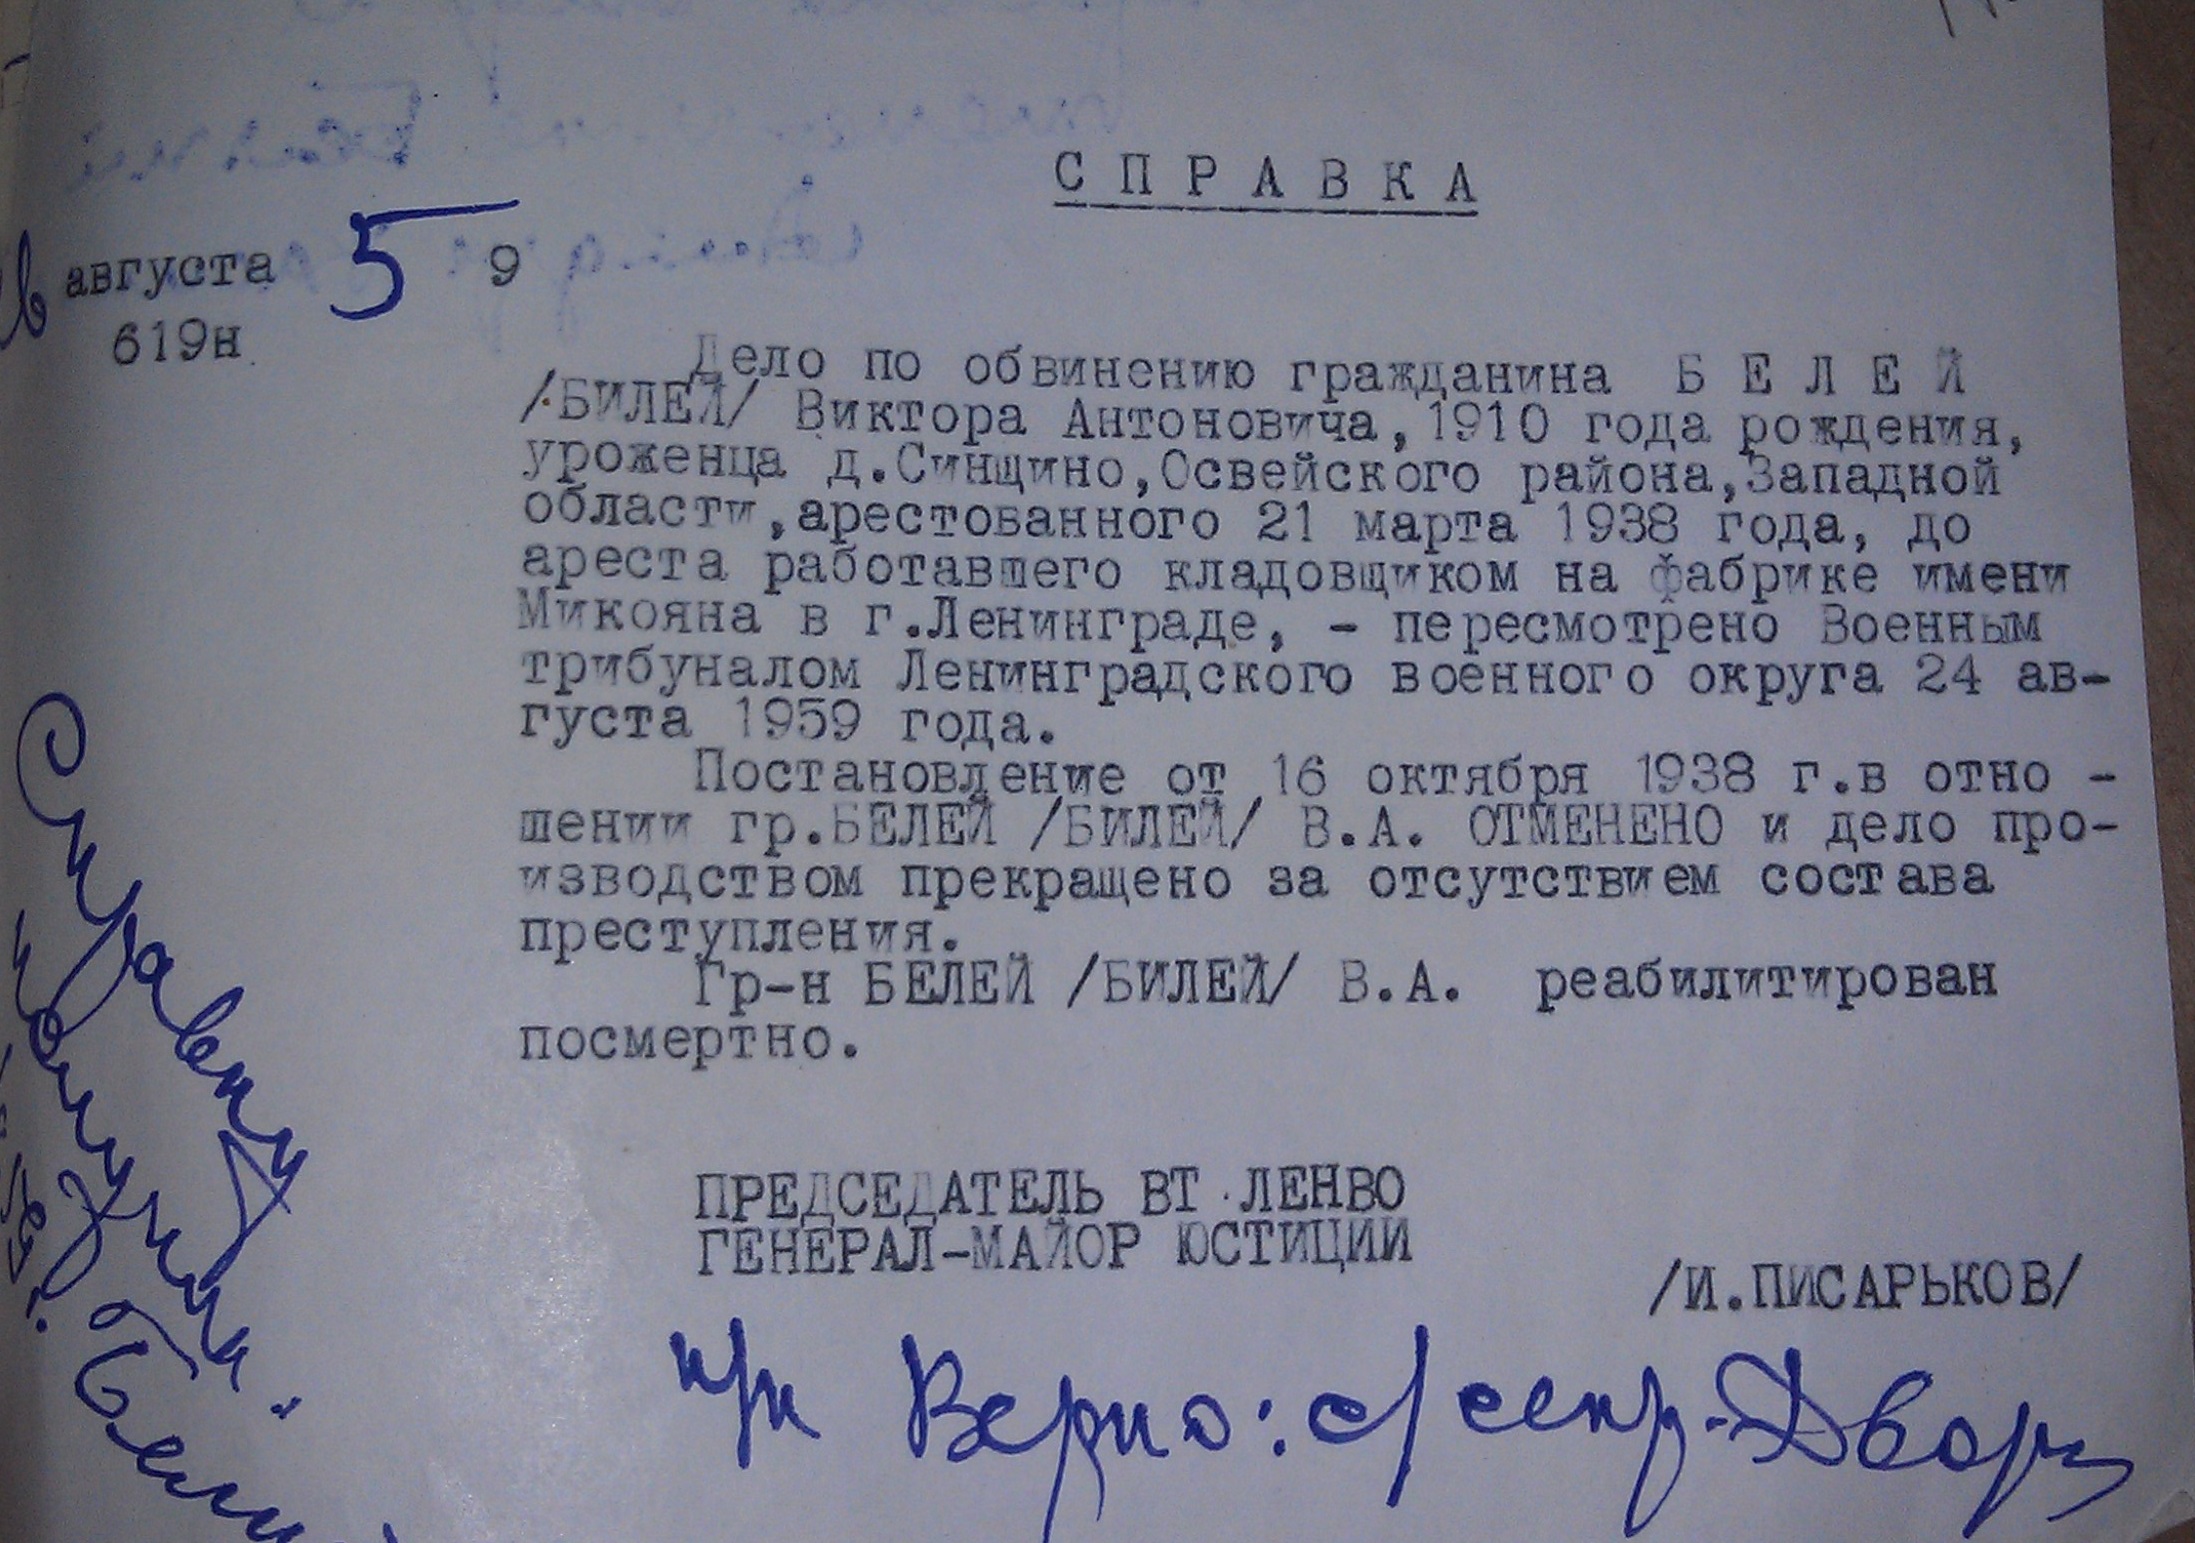 СПРАВКА
августа 5 9
619н
Дело по обвинению гражданина БЕЛЕЙ
/БИЛЕЙ/ Виктора Антоновича, 1910 года рождения,
уроженца д.Синщино, Освейского района, Западной
области, арестованного 21 марта 1938 года, до
ареста работавшего кладовщиком на фабрике имени
Микояна в г.Ленинграде, - пересмотрено Военным
трибуналом Ленинградского военного округа 24 ав-
густа 1959 года.
Постановление от 16 октября 1938 г.в отно -
шении гр.БЕЛЕЙ /БИЛЕЙ/ В.А. ОТМЕНЕНО и дело про-
изводством прекращено за отсутствием состава
преступления.
Гр-н БЕЛЕЙ /БИЛЕЙ/ В.А. реабилитирован
посмертно.
ПРЕДСЕДАТЕЛЬ ВТ ЛЕНВО
ГЕНЕРАЛ-МАЙОР ЮСТИЦИИ
/И.ПИСАРЬКОВ/
Верно: с/секр.
Справку
получил.